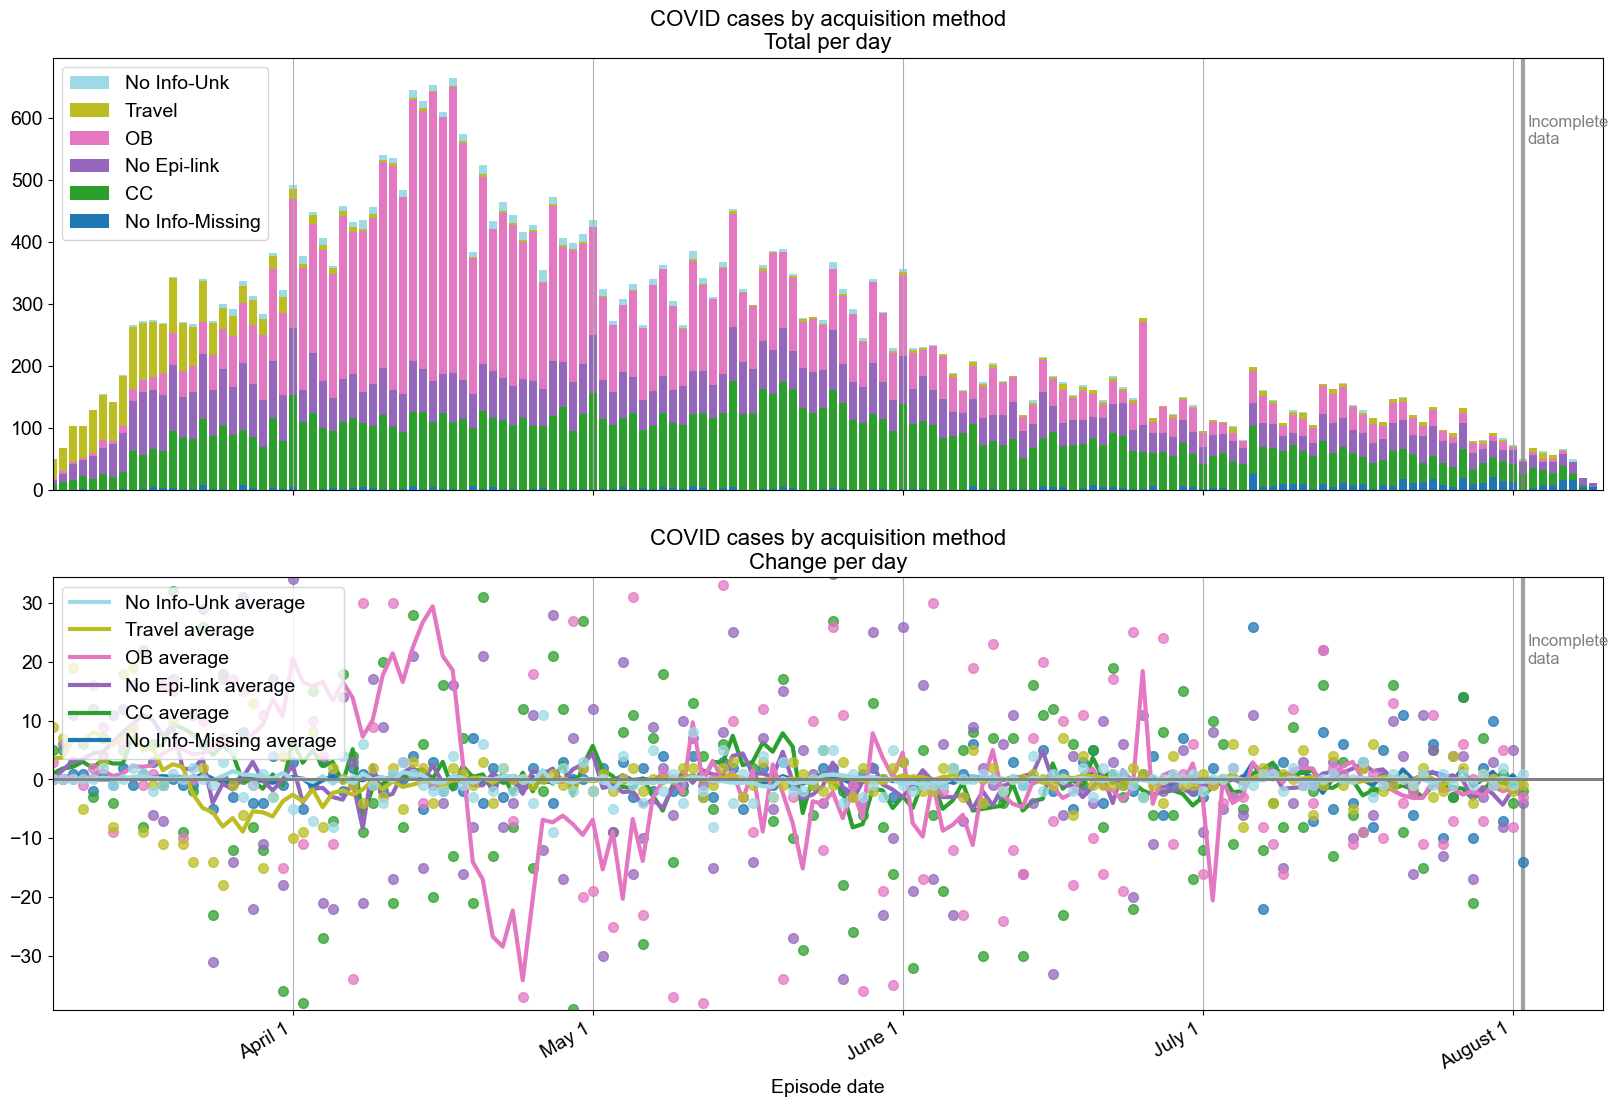 COVID cases by acquisition method
Total per day
No Info-Unk
Travel
OB
No Epi-link
CC
No Info-Missing
600
500
400
300
200
100
0
Incomplete
data
COVID cases by acquisition method
Change per day
No Info-Unk average
Travel average
OB average
No Epi-link average
CC average
No Info-Missing average
30
20
10
0
−10
−20
−30
Incomplete
data
April 1
May 1
June 1
July 1
August 1
Episode date